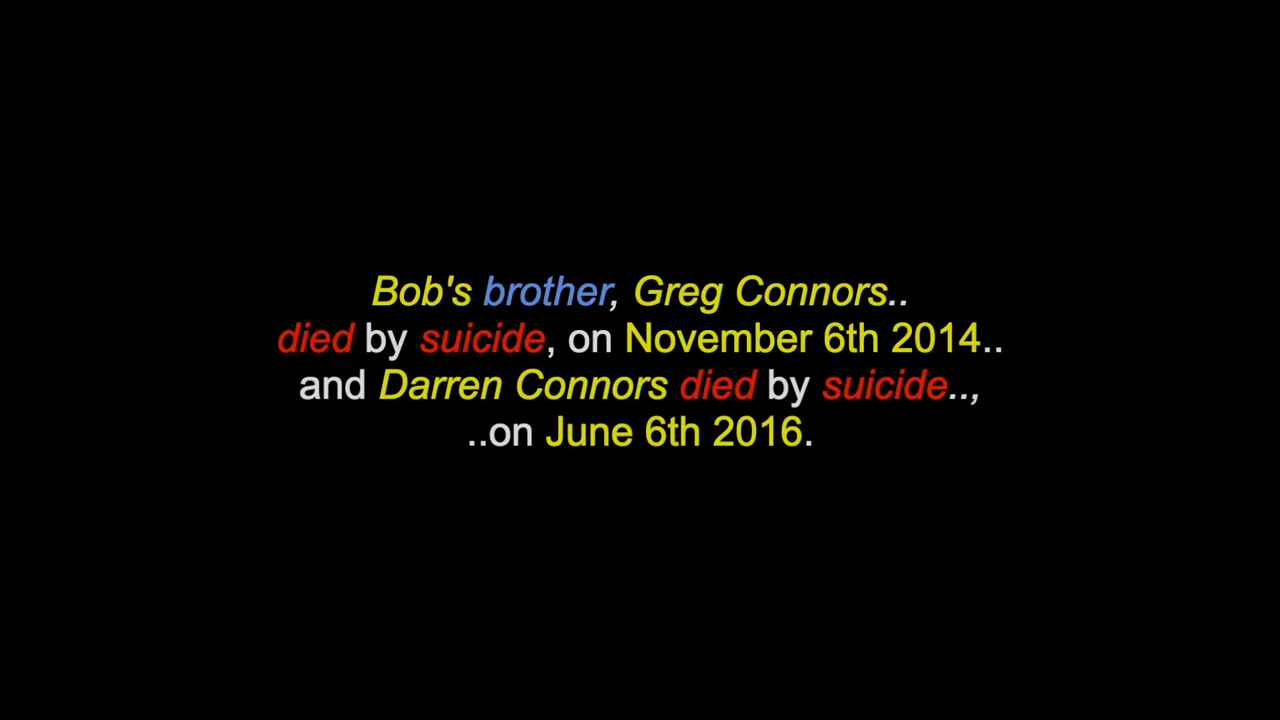 Bob's brother, Greg Connors..
died by suicide, on November 6th 2014..
and Darren Connors died by suicide..,
..on June 6th 2016.